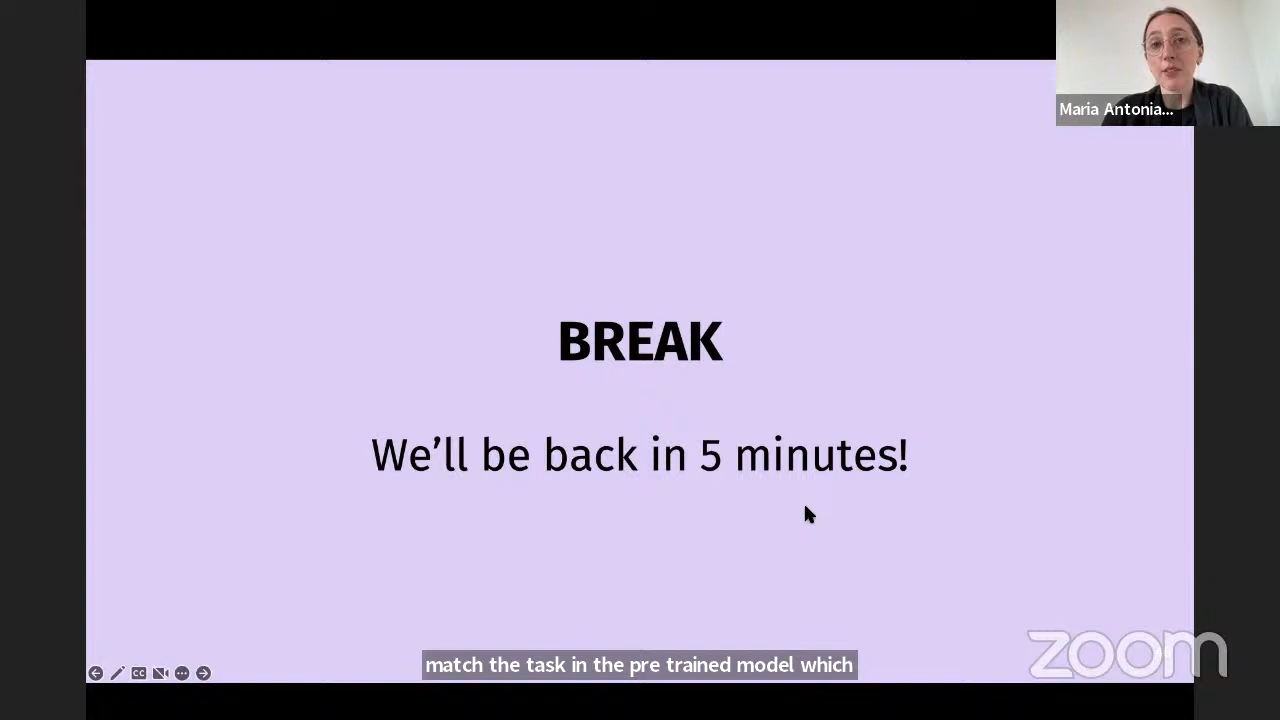 Maria Antonia...
BREAK
We’ll be back in 5 minutes!
CC
match the task in the pre trained model which
zoom